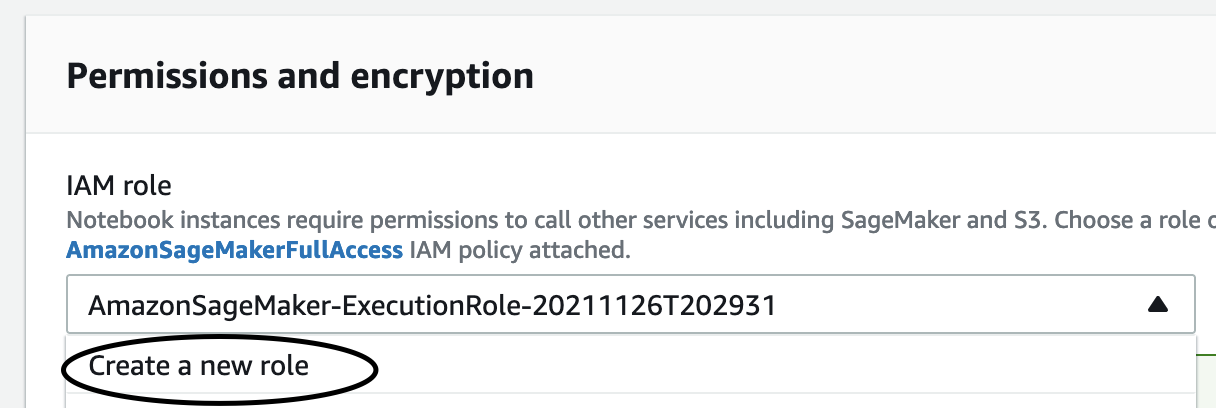 Permissions and encryption
IAM role
Notebook instances require permissions to call other services including SageMaker and S3. Choose a role
AmazonSageMakerFullAccess IAM policy attached.
AmazonSageMaker-ExecutionRole-20211126T202931
Create a new role